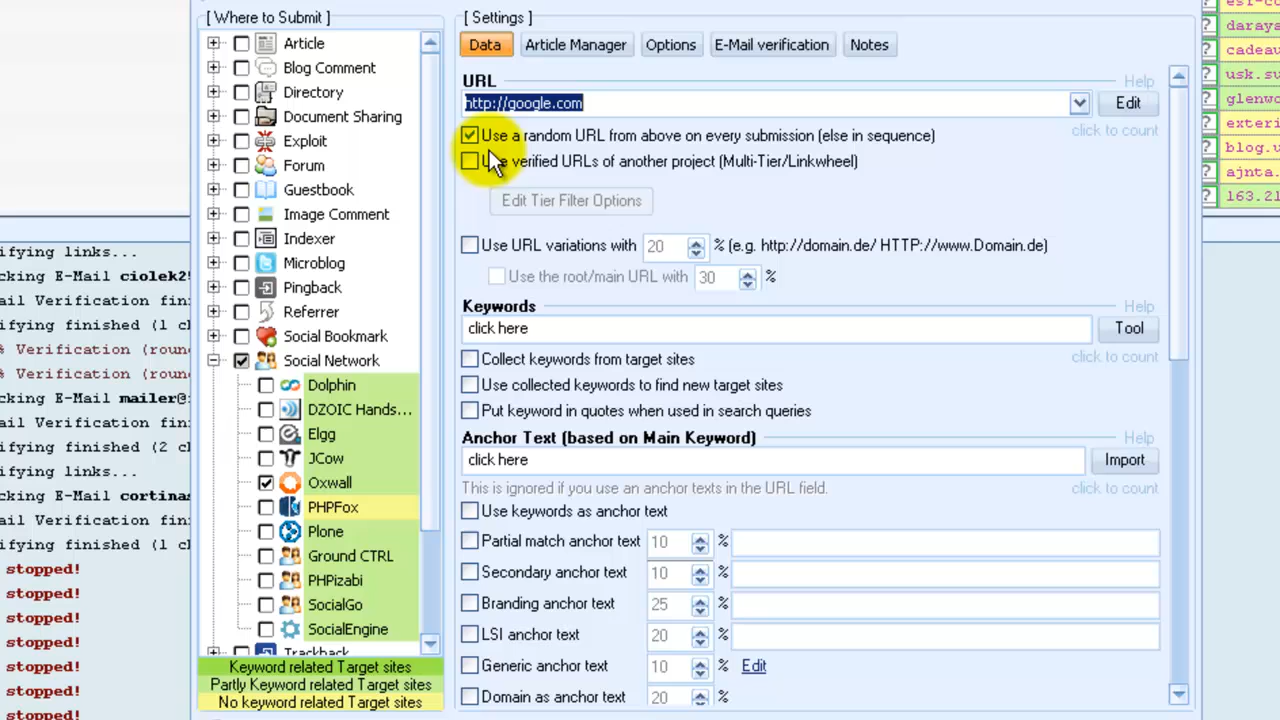 [ Where to Submit ]
Article
Blog Comment
Directory
Document Sharing
Exploit
Forum
Guestbook
Image Comment
Indexer
Microblog
Pingback
Referrer
Social Bookmark
Social Network
Dolphin
DZOIC Hands...
Elgg
JCow
Oxwall
PHPFox
Plone
Ground CTRL
PHPizabi
SocialGo
SocialEngine
Trackback
Keyword related Target sites
Partly Keyword related Target sites
No keyword related Target sites
[ Settings ]
Data Article Manager Options E-Mail verification Notes
URL Help
http://google.com Edit
Use a random URL from above on every submission (else in sequence) click to count
verified URLs of another project (Multi-Tier/Linkwheel)
Edit Tier Filter Options
Use URL variations with 20 % (e.g. http://domain.de/ HTTP://www.Domain.de)
Use the root/main URL with 30 %
Keywords Help
click here Tool
Collect keywords from target sites click to count
Use collected keywords to find new target sites
Put keyword in quotes when used in search queries
Anchor Text (based on Main Keyword) Help
click here Import
This is ignored if you use an anchor text in the URL field. click to count
Use keywords as anchor text
Partial match anchor text %
Secondary anchor text %
Branding anchor text %
LSI anchor text 20 %
Generic anchor text 10 % Edit
Domain as anchor text %
ifying links...
cking E-Mail ciolek2
ail Verification fin
ifying finished (1 c
% Verification (roun
% Verification (roun
cking E-Mail mailer@
ail Verification fin
ifying finished (2 c
ifying links...
cking E-Mail cortina
ail Verification fin
ifying finished (1 c
stopped!
stopped!
stopped!
stopped!
stopped!
stopped!
stopped!
? daray
? cadeau
? usk.su
? glenwo
? exteri
? blog.u
? ajnta.
? 163.21